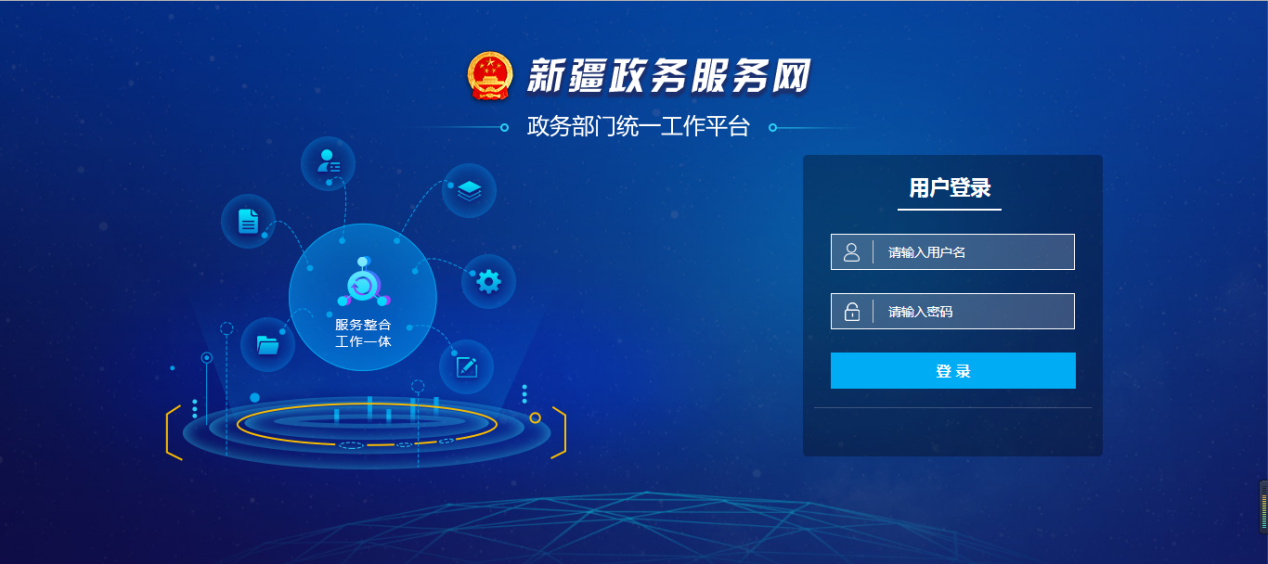 新疆政务服务网
政务部门统一工作平台
服务整合
工作一体
用户登录
请输入用户名
请输入密码
登录